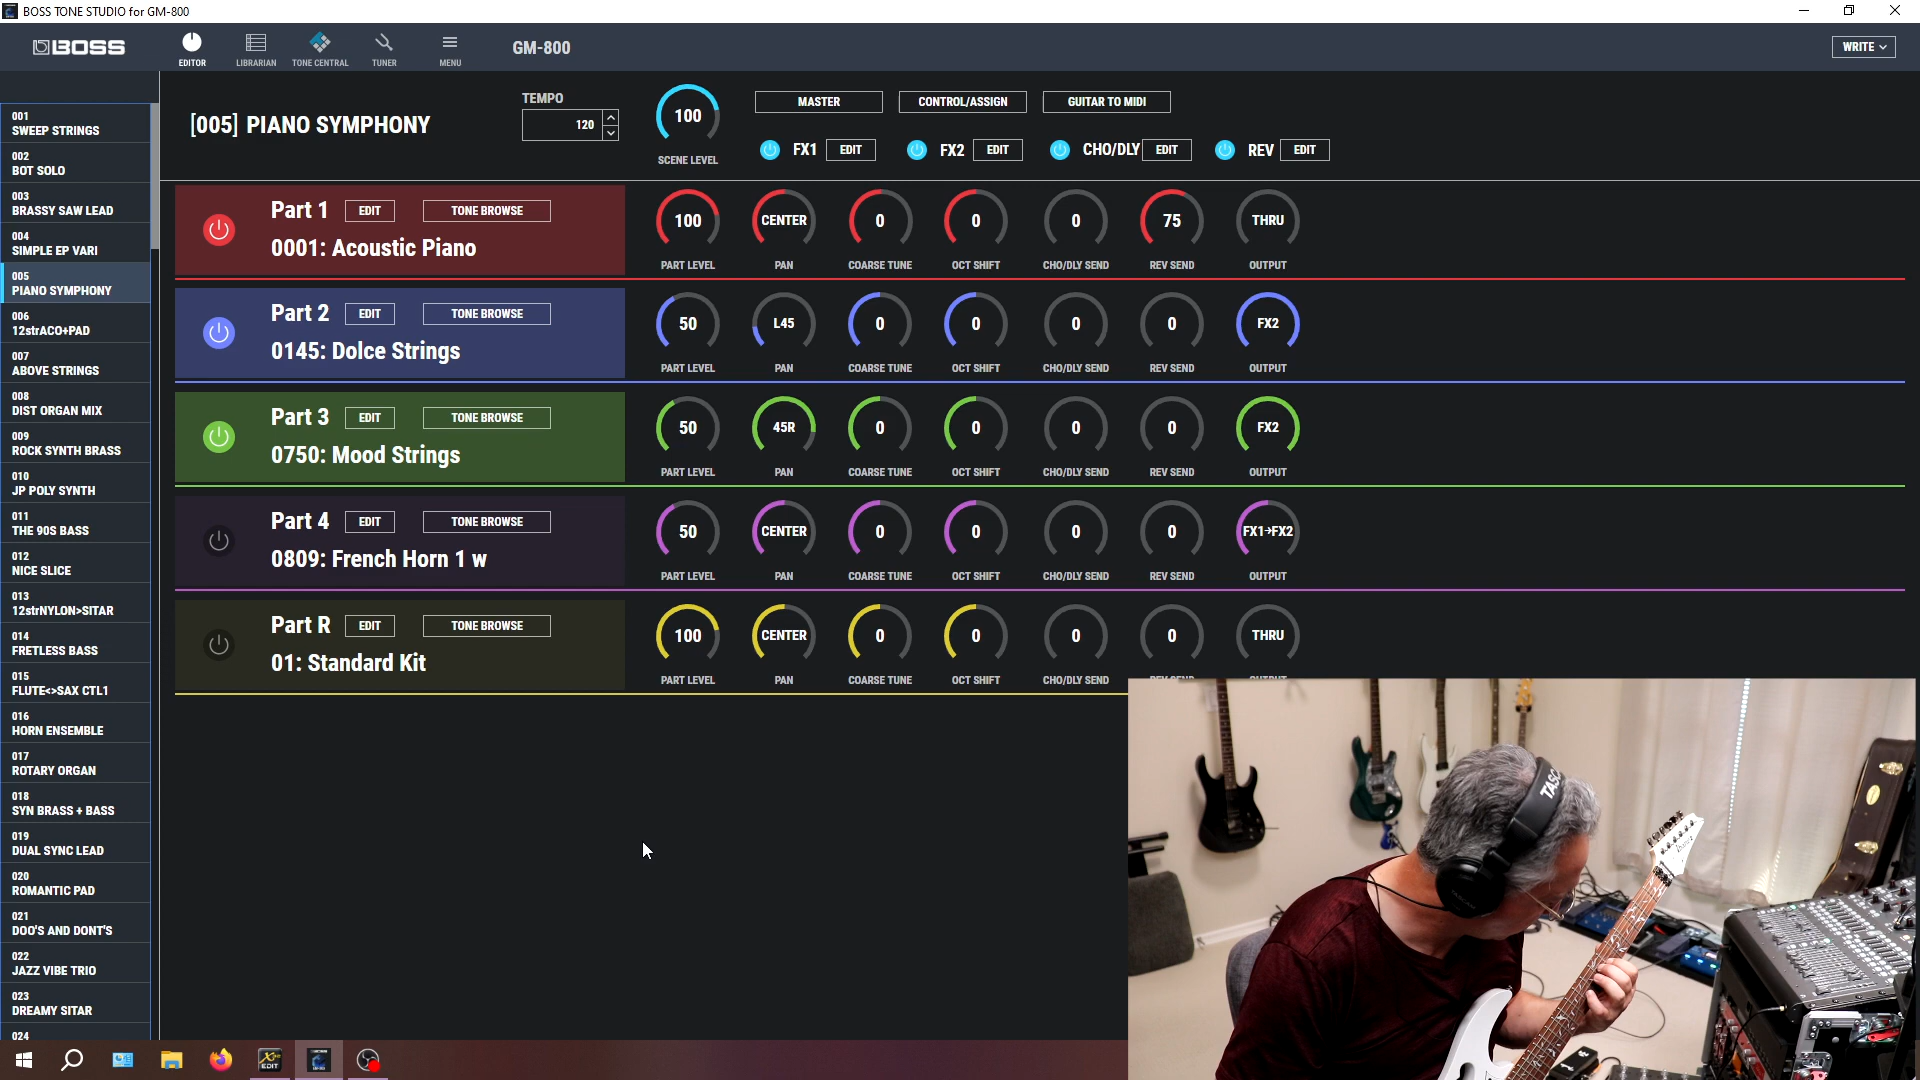 BOSS TONE STUDIO for GM-800
BOSS
EDITOR
LIBRARIAN
TONE CENTRAL
TUNER
MENU
GM-800
WRITE
001
SWEEP STRINGS
002
BOT SOLO
003
BRASSY SAW LEAD
004
SIMPLE EP VARI
005
PIANO SYMPHONY
006
12strACO+PAD
007
ABOVE STRINGS
008
DIST ORGAN MIX
009
ROCK SYNTH BRASS
010
JP POLY SYNTH
011
THE 90S BASS
012
NICE SLICE
013
12strNYLON>SITAR
014
FRETLESS BASS
015
FLUTE<>SAX CTL1
016
HORN ENSEMBLE
017
ROTARY ORGAN
018
SYN BRASS + BASS
019
DUAL SYNC LEAD
020
ROMANTIC PAD
021
DOO'S AND DONT'S
022
JAZZ VIBE TRIO
023
DREAMY SITAR
024
[005] PIANO SYMPHONY
TEMPO
120
100
SCENE LEVEL
MASTER CONTROL/ASSIGN GUITAR TO MIDI
FX1 EDIT FX2 EDIT CHO/DLY EDIT REV EDIT
Part 1 EDIT TONE BROWSE
0001: Acoustic Piano
100 CENTER 0 0 0 75 THRU
PART LEVEL PAN COARSE TUNE OCT SHIFT CHO/DLY SEND REV SEND OUTPUT
Part 2 EDIT TONE BROWSE
0145: Dolce Strings
50 L45 0 0 0 0 FX2
PART LEVEL PAN COARSE TUNE OCT SHIFT CHO/DLY SEND REV SEND OUTPUT
Part 3 EDIT TONE BROWSE
0750: Mood Strings
50 45R 0 0 0 0 FX2
PART LEVEL PAN COARSE TUNE OCT SHIFT CHO/DLY SEND REV SEND OUTPUT
Part 4 EDIT TONE BROWSE
0809: French Horn 1 w
50 CENTER 0 0 0 0 FX1→FX2
PART LEVEL PAN COARSE TUNE OCT SHIFT CHO/DLY SEND REV SEND OUTPUT
Part R EDIT TONE BROWSE
01: Standard Kit
100 CENTER 0 0 0 0 THRU
PART LEVEL PAN COARSE TUNE OCT SHIFT CHO/DLY SEND REV SEND OUTPUT
EDIT